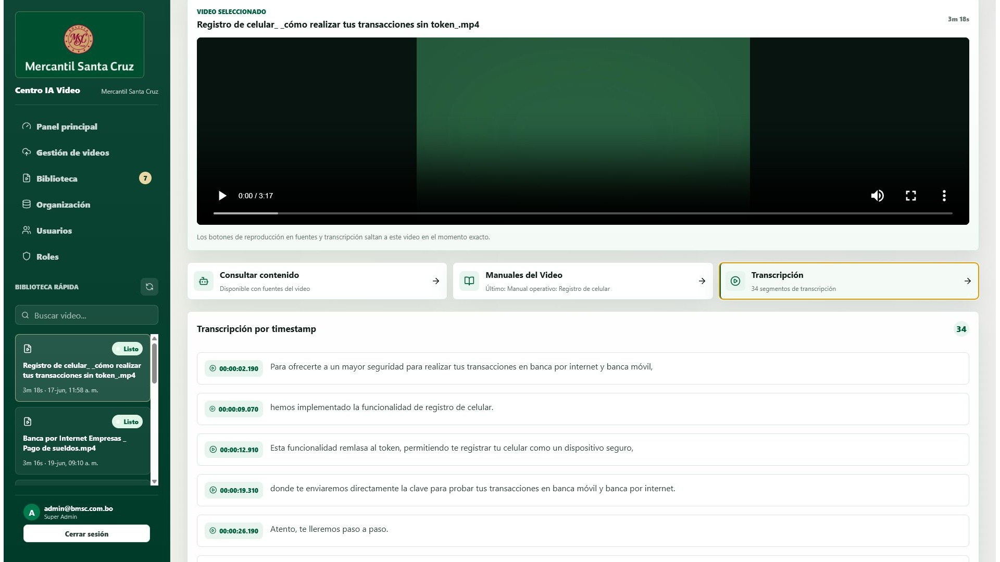 BOLIVIA
MSC
1905
Mercantil Santa Cruz
Centro IA Video
Mercantil Santa Cruz
Panel principal
Gestión de videos
Biblioteca
7
Organización
Usuarios
Roles
BIBLIOTECA RÁPIDA
Buscar video...
Listo
Registro de celular_ _cómo realizar
tus transacciones sin token_.mp4
3m 18s · 17-jun, 11:58 a. m.
Listo
Banca por Internet Empresas _
Pago de sueldos.mp4
3m 16s · 19-jun, 09:10 a. m.
A
admin@bmsc.com.bo
Super Admin
Cerrar sesión
VIDEO SELECCIONADO
Registro de celular_ _cómo realizar tus transacciones sin token_.mp4
3m 18s
0:00 / 3:17
Los botones de reproducción en fuentes y transcripción saltan a este video en el momento exacto.
Consultar contenido
Disponible con fuentes del video
Manuales del Video
Último: Manual operativo: Registro de celular
Transcripción
34 segmentos de transcripción
Transcripción por timestamp
34
00:00:02.190 Para ofrecerte a un mayor seguridad para realizar tus transacciones en banca por internet y banca móvil,
00:00:09.070 hemos implementado la funcionalidad de registro de celular.
00:00:12.910 Esta funcionalidad remlasa al token, permitiendo te registrar tu celular como un dispositivo seguro,
00:00:19.310 donde te enviaremos directamente la clave para probar tus transacciones en banca móvil y banca por internet.
00:00:26.190 Atento, te lleremos paso a paso.